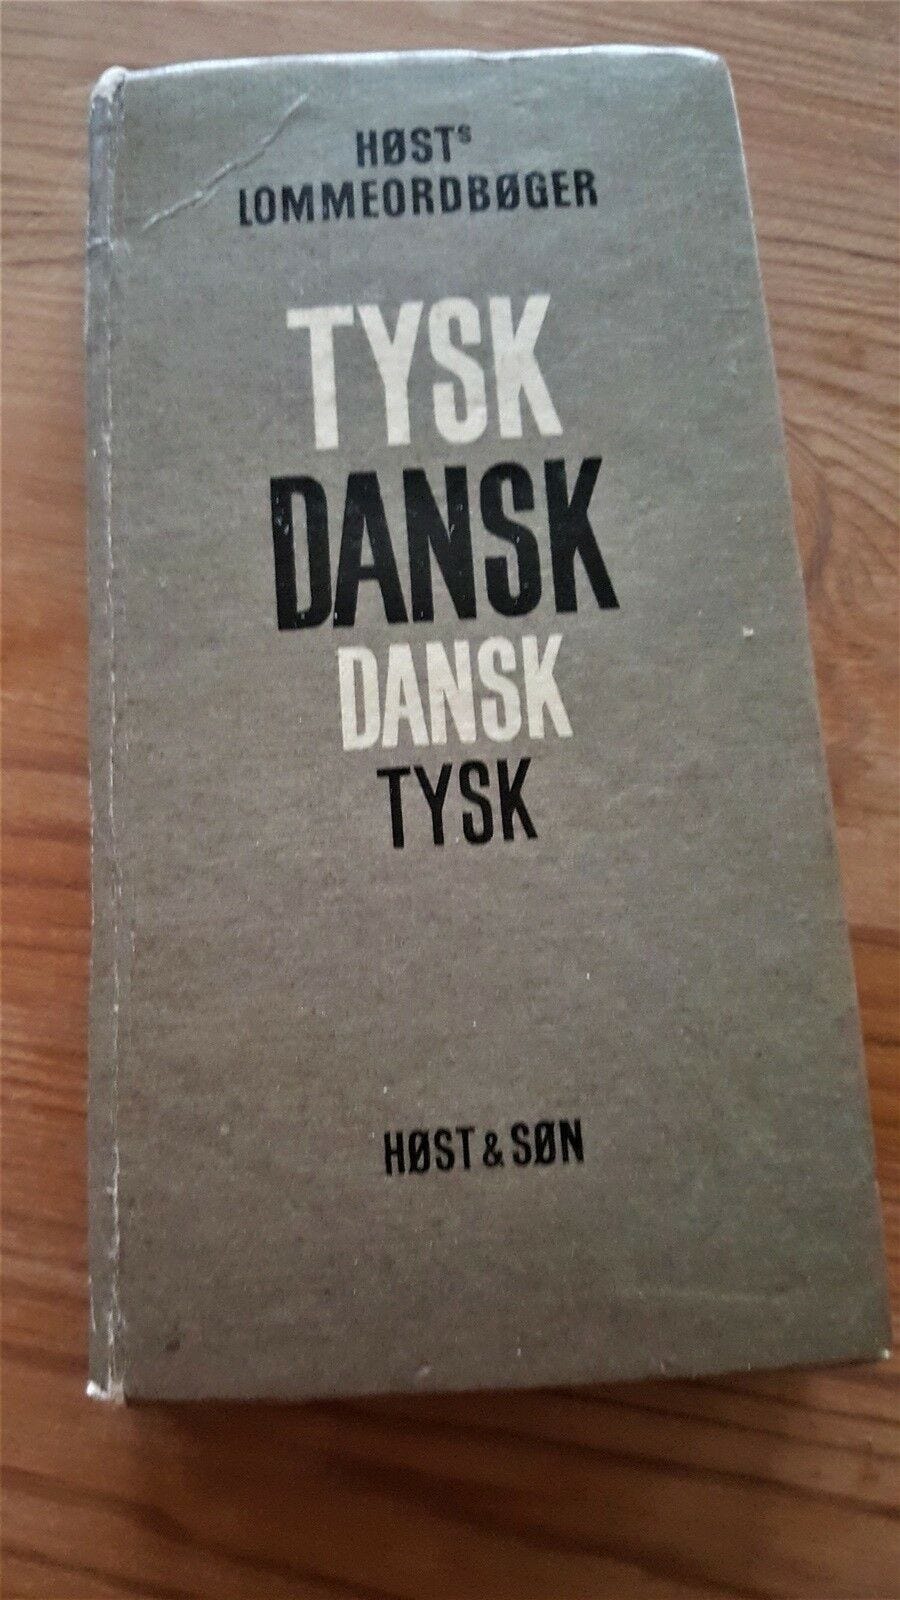 HØSTs
LOMMEORDBØGER
TYSK
DANSK
DANSK
TYSK
HØST & SØN